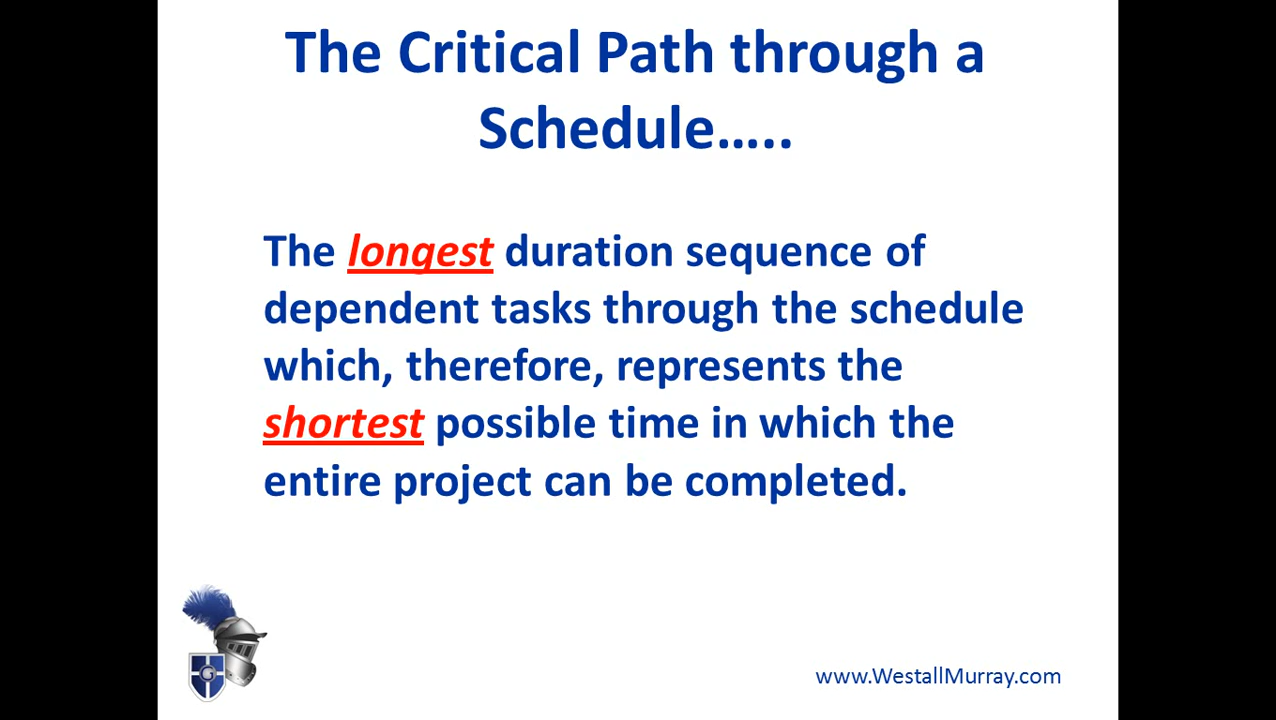 The Critical Path through a
Schedule…..
The longest duration sequence of
dependent tasks through the schedule
which, therefore, represents the
shortest possible time in which the
entire project can be completed.
G
www.WestallMurray.com